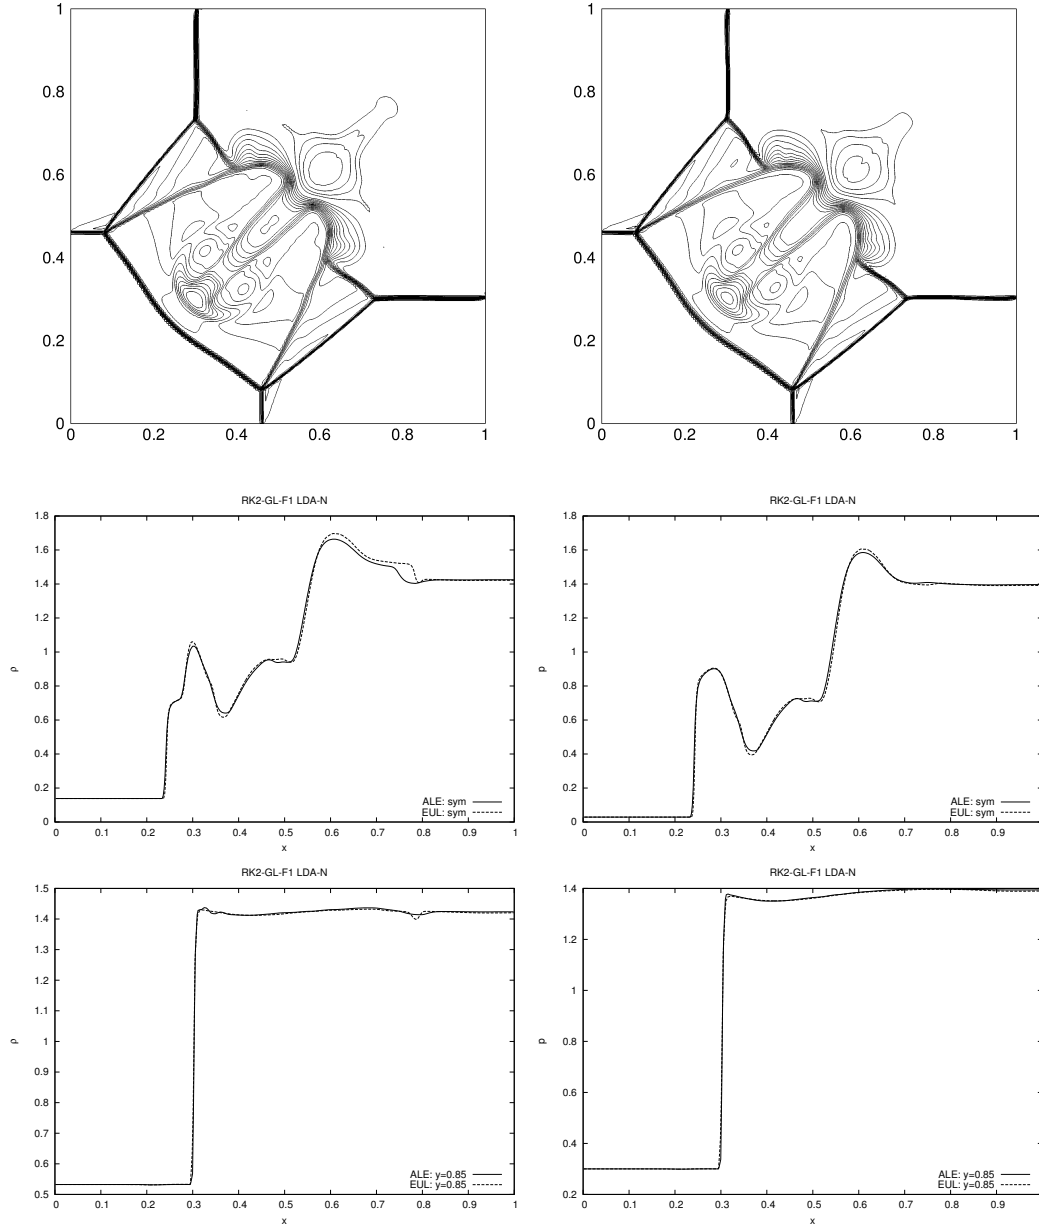 1
0.8
0.6
0.4
0.2
0
0 0.2 0.4 0.6 0.8 1
1
0.8
0.6
0.4
0.2
0
0 0.2 0.4 0.6 0.8 1
RK2-GL-F1 LDA-N
1.8
1.6
1.4
1.2
1
0.8
0.6
0.4
0.2
0
ρ
ALE: sym
EUL: sym
0 0.1 0.2 0.3 0.4 0.5 0.6 0.7 0.8 0.9 1
x
RK2-GL-F1 LDA-N
1.8
1.6
1.4
1.2
1
0.8
0.6
0.4
0.2
0
p
ALE: sym
EUL: sym
0 0.1 0.2 0.3 0.4 0.5 0.6 0.7 0.8 0.9
x
RK2-GL-F1 LDA-N
1.5
1.4
1.3
1.2
1.1
1
0.9
0.8
0.7
0.6
0.5
ρ
ALE: y=0.85
EUL: y=0.85
0 0.1 0.2 0.3 0.4 0.5 0.6 0.7 0.8 0.9 1
x
RK2-GL-F1 LDA-N
1.4
1.2
1
0.8
0.6
0.4
0.2
p
ALE: y=0.85
EUL: y=0.85
0 0.1 0.2 0.3 0.4 0.5 0.6 0.7 0.8 0.9
x